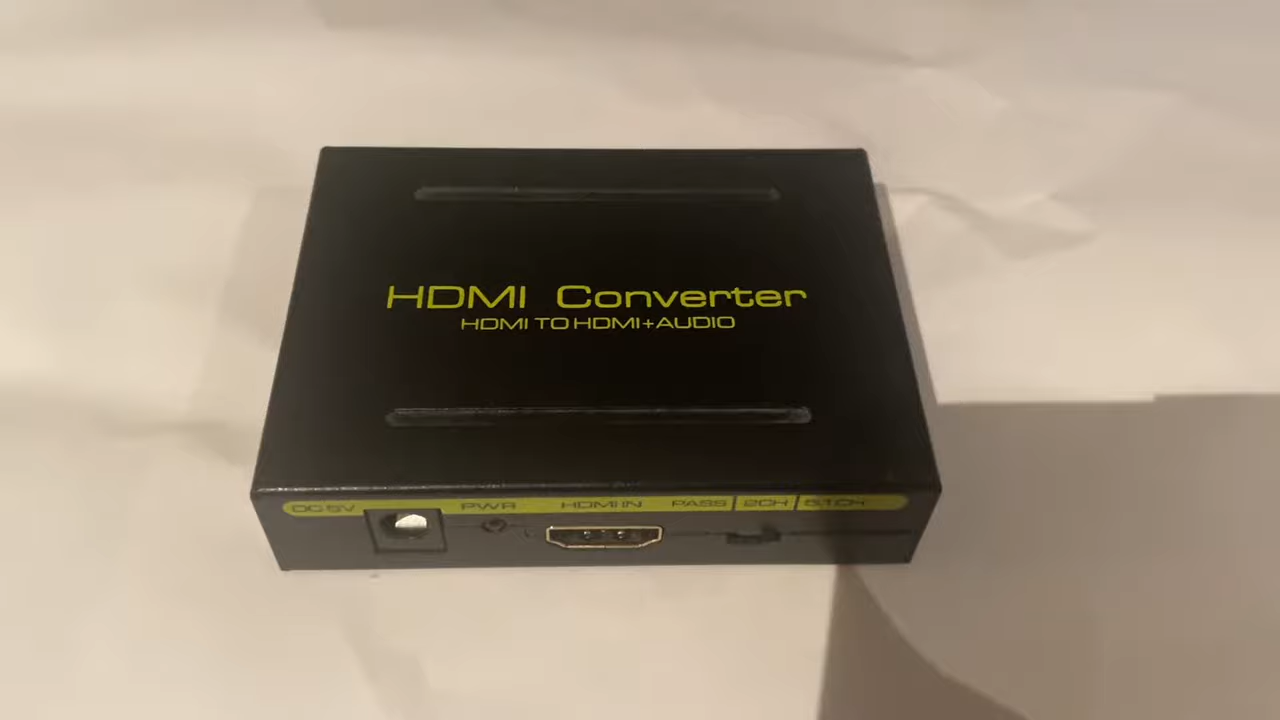 HDMI Converter
HDMI TO HDMI+AUDIO
DC 5V PWR HDMI IN PASS 2CH 5.1CH